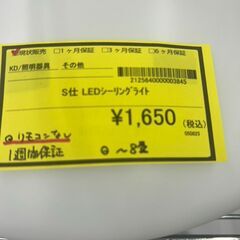 現状販売 □1ヶ月保証 □3ヶ月保証 □6ヶ月保証
KD/照明器具 その他
2125640000003845
S仕 LEDシーリングライト
¥1,650 (税込)
050823
リモコンなし
1週間保証
〜8畳